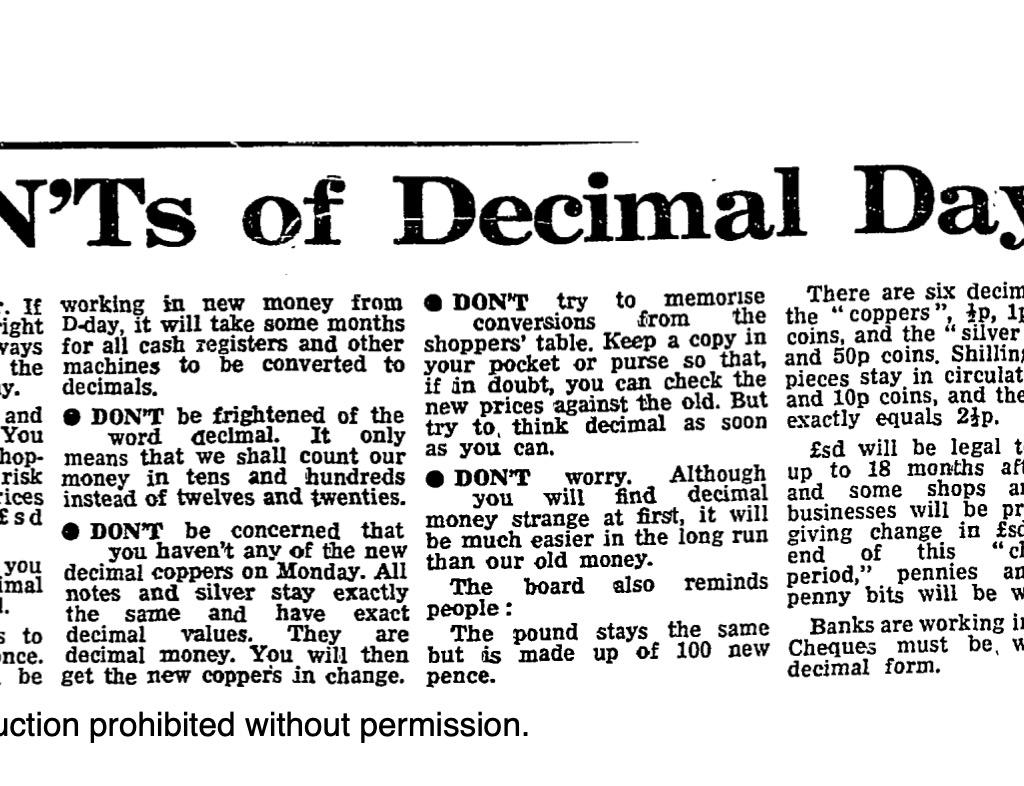 N'Ts of Decimal Day
r. If
right
ways
the
y.
and
You
hop-
risk
rices
£sd
you
imal
l.
s to
once.
be
working in new money from
D-day, it will take some months
for all cash registers and other
machines to be converted to
decimals.
● DON'T be frightened of the
word decimal. It only
means that we shall count our
money in tens and hundreds
instead of twelves and twenties.
● DON'T be concerned that
you haven't any of the new
decimal coppers on Monday. All
notes and silver stay exactly
the same and have exact
decimal values. They are
decimal money. You will then
get the new coppers in change.
● DON'T try to memorise
conversions from the
shoppers' table. Keep a copy in
your pocket or purse so that,
if in doubt, you can check the
new prices against the old. But
try to think decimal as soon
as you can.
● DON'T worry. Although
you will find decimal
money strange at first, it will
be much easier in the long run
than our old money.
The board also reminds
people:
The pound stays the same
but is made up of 100 new
pence.
There are six decim
the "coppers", ½p, 1p
coins, and the "silver
and 50p coins. Shilling
pieces stay in circulat
and 10p coins, and the
exactly equals 2½p.
£sd will be legal t
up to 18 months aft
and some shops a
businesses will be pr
giving change in £sd
end of this "cl
period," pennies an
penny bits will be w
Banks are working i
Cheques must be w
decimal form.
uction prohibited without permission.